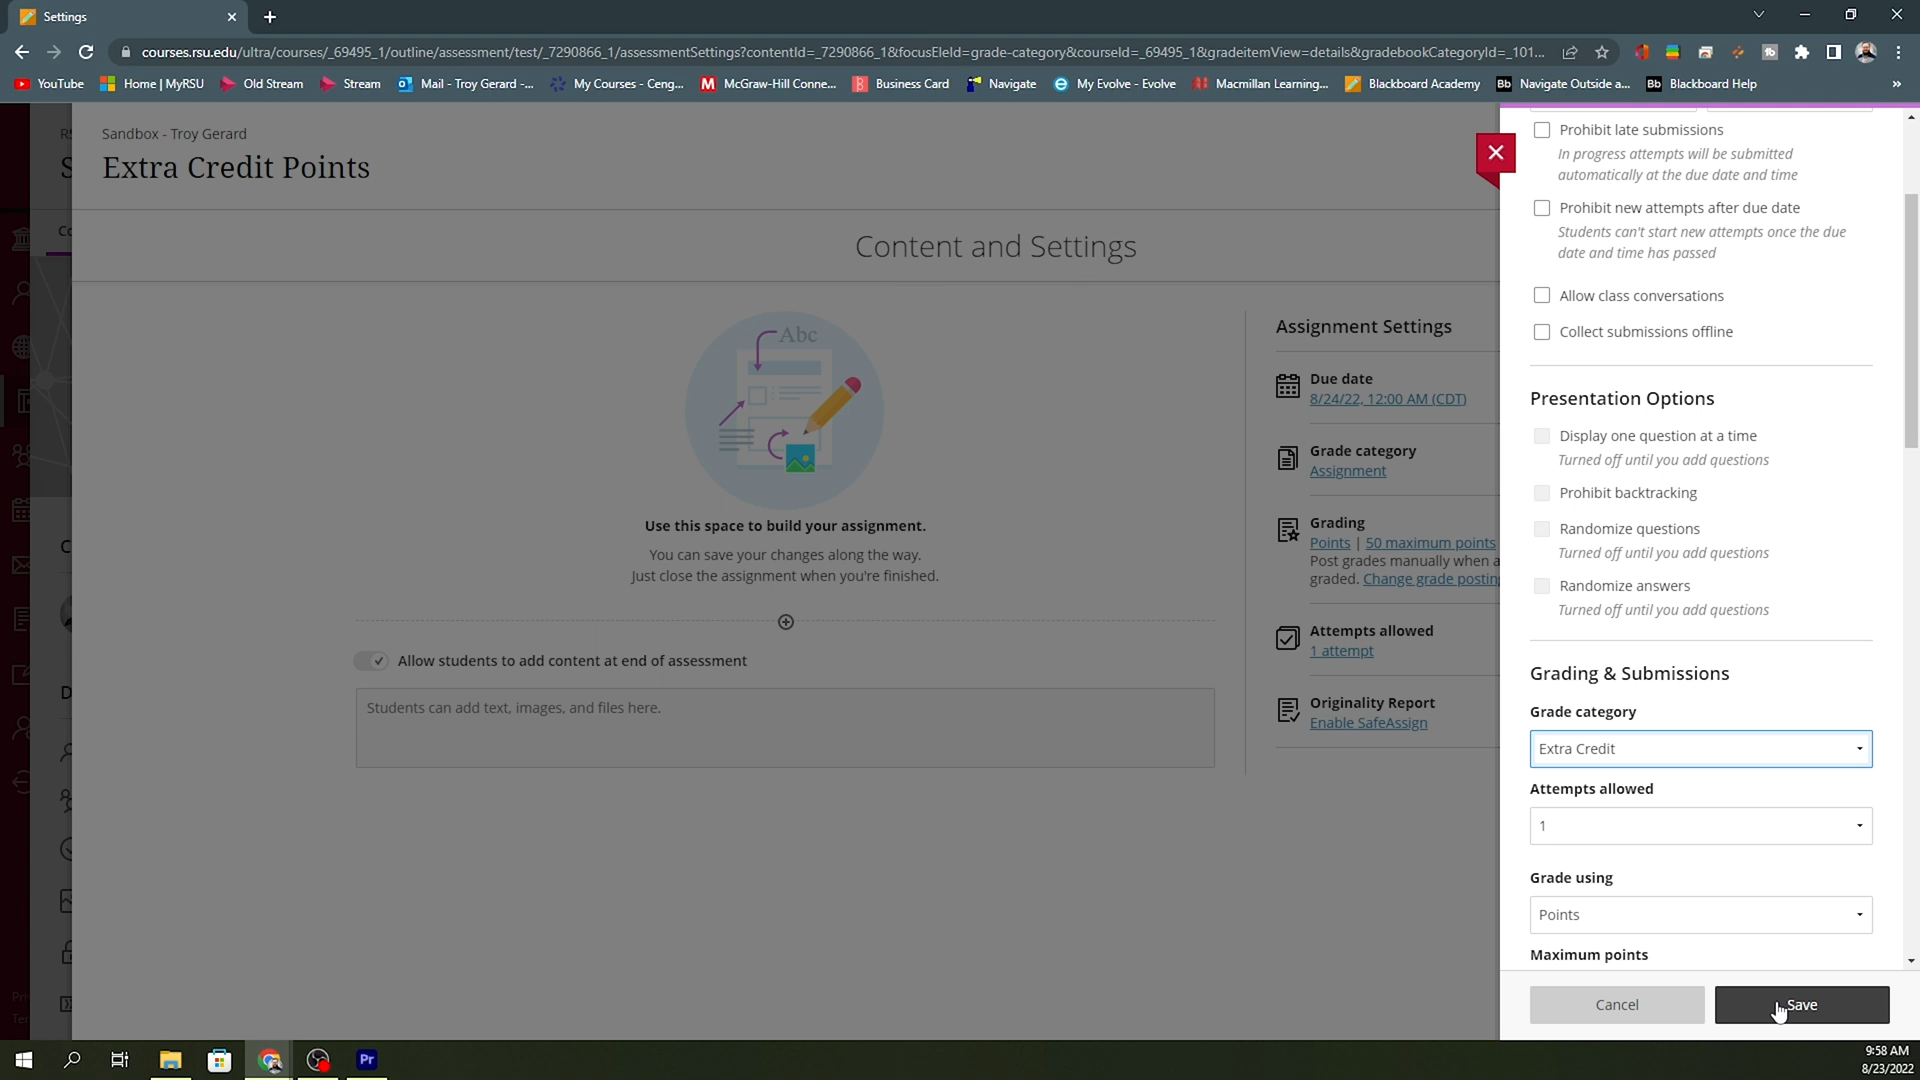 Settings
courses.rsu.edu/ultra/courses/_69495_1/outline/assessment/test/_7290866_1/assessmentSettings?contentId=_7290866_1&focusEleId=grade-category&courseId=_69495_1&gradeitemView=details&gradebookCategoryId=_101...
YouTube
Home | MyRSU
Old Stream
Stream
Mail - Troy Gerard -...
My Courses - Ceng...
McGraw-Hill Conne...
Business Card
Navigate
My Evolve - Evolve
Macmillan Learning...
Blackboard Academy
Bb Navigate Outside a...
Bb Blackboard Help
»
Sandbox - Troy Gerard
Extra Credit Points
Content and Settings
Abc
Use this space to build your assignment.
You can save your changes along the way.
Just close the assignment when you're finished.
Allow students to add content at end of assessment
Students can add text, images, and files here.
Assignment Settings
Due date
8/24/22, 12:00 AM (CDT)
Grade category
Assignment
Grading
Points | 50 maximum points
Post grades manually when a
graded. Change grade posting
Attempts allowed
1 attempt
Originality Report
Enable SafeAssign
Prohibit late submissions
In progress attempts will be submitted
automatically at the due date and time
Prohibit new attempts after due date
Students can't start new attempts once the due
date and time has passed
Allow class conversations
Collect submissions offline
Presentation Options
Display one question at a time
Turned off until you add questions
Prohibit backtracking
Randomize questions
Turned off until you add questions
Randomize answers
Turned off until you add questions
Grading & Submissions
Grade category
Extra Credit
Attempts allowed
1
Grade using
Points
Maximum points
Cancel
Save
Pr
9:58 AM
8/23/2022